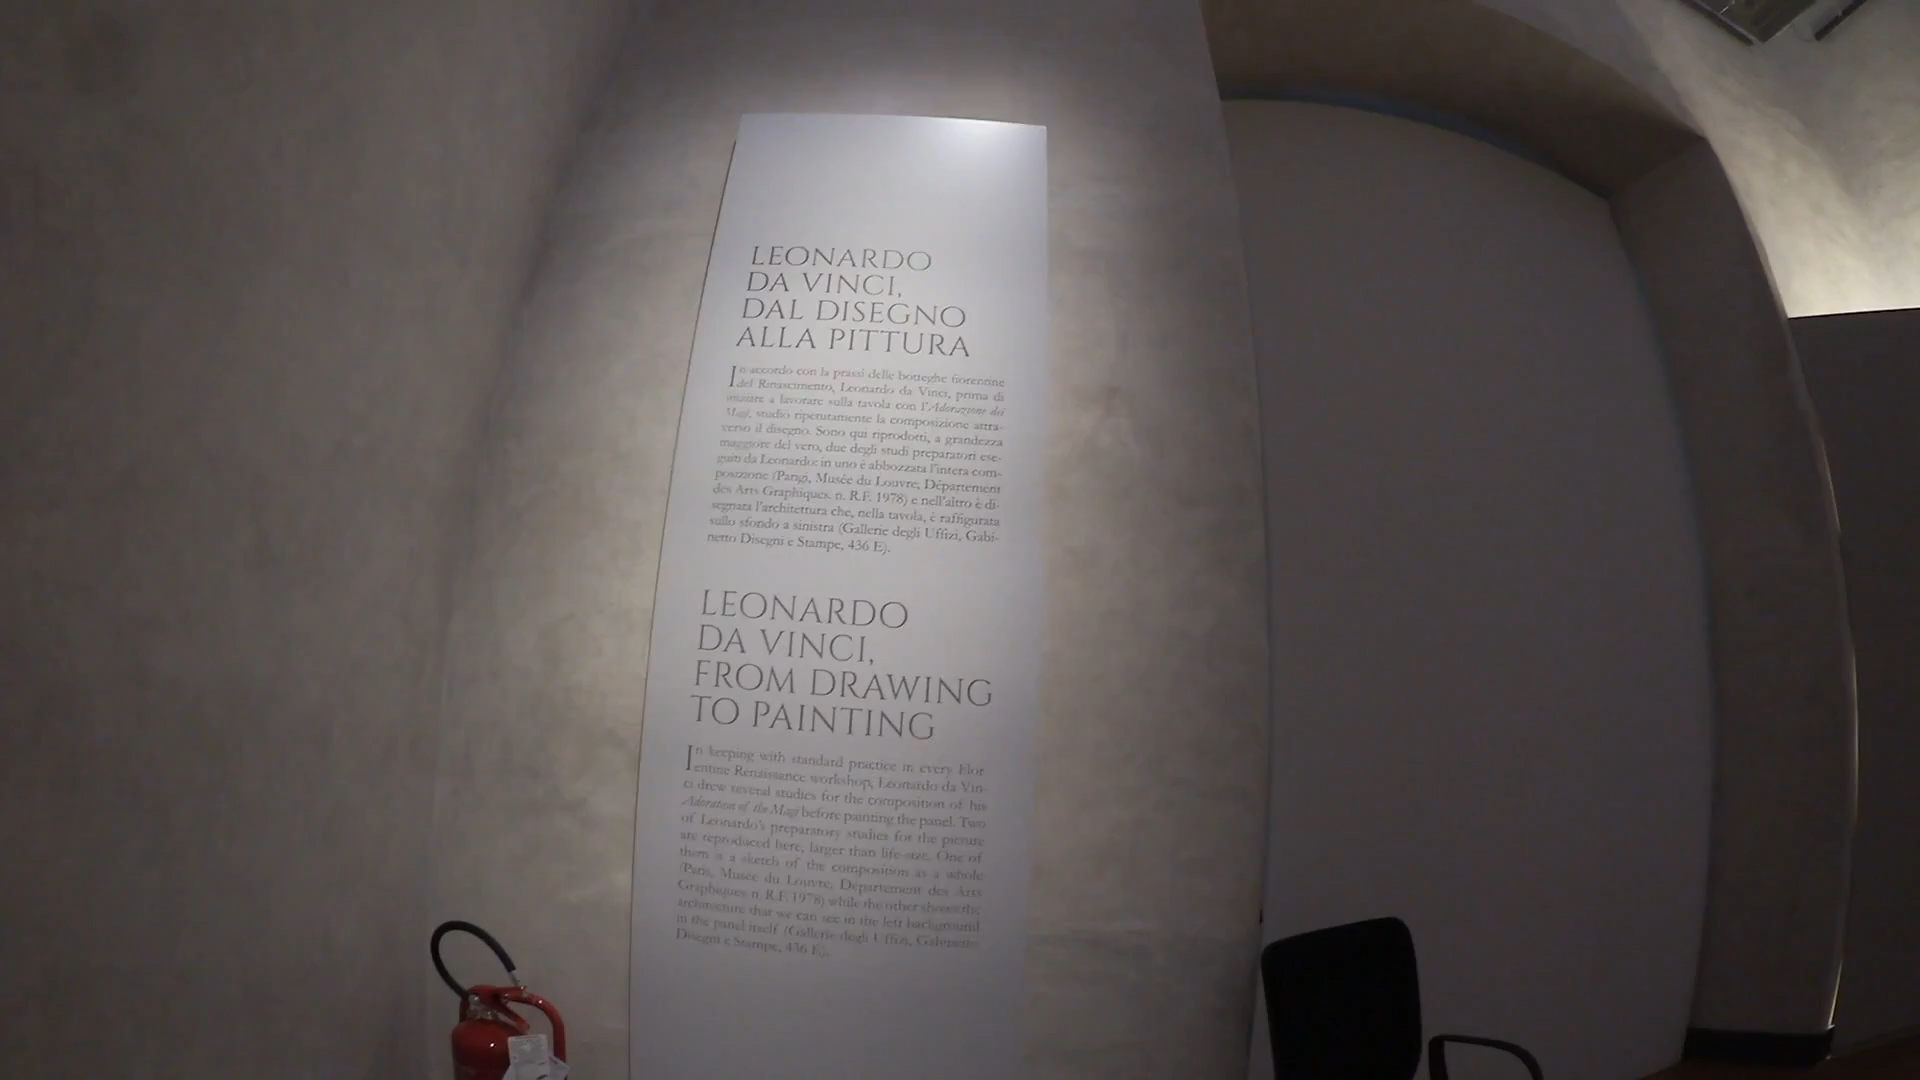 LEONARDO
DA VINCI,
DAL DISEGNO
ALLA PITTURA
In accordo con la prassi delle botteghe fiorentine
del Rinascimento, Leonardo da Vinci, prima di
iniziare a lavorare sulla tavola con l'Adorazione dei
Magi, studiò ripetutamente la composizione attra-
verso il disegno. Sono qui riprodotti, a grandezza
maggiore del vero, due degli studi preparatori ese-
guiti da Leonardo: in uno è abbozzata l'intera com-
posizione (Parigi, Musée du Louvre, Département
des Arts Graphiques, n. R.F. 1978) e nell'altro è di-
segnata l'architettura che, nella tavola, è raffigurata
sullo sfondo a sinistra (Gallerie degli Uffizi, Gabi-
netto Disegni e Stampe, 436 E).
LEONARDO
DA VINCI,
FROM DRAWING
TO PAINTING
In keeping with standard practice in every Flor
entine Renaissance workshop, Leonardo da Vin-
ci drew several studies for the composition of his
Adoration of the Magi before painting the panel. Two
of Leonardo's preparatory studies for the picture
are reproduced here, larger than life-size. One of
them is a sketch of the composition as a whole
(Paris, Musée du Louvre, Département des Arts
Graphiques, n. R.F. 1978) while the other shows the
architecture that we can see in the left background
in the panel itself (Gallerie degli Uffizi, Gabinetto
Disegni e Stampe, 436 E).